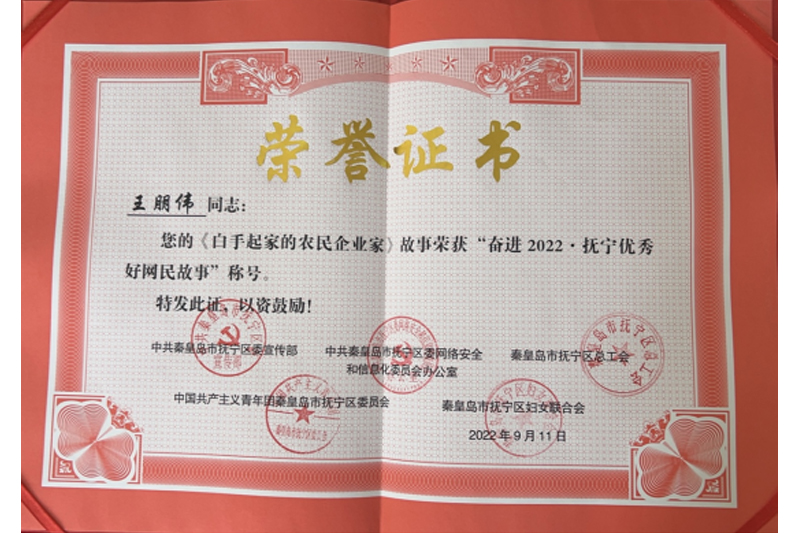 荣誉证书
王朋伟 同志：
您的《白手起家的农民企业家》故事荣获“奋进2022·抚宁优秀
好网民故事”称号。
特发此证，以资鼓励！
中共秦皇岛市抚宁区委宣传部
中共秦皇岛市抚宁区委网络安全
和信息化委员会办公室
秦皇岛市抚宁区总工会
中国共产主义青年团秦皇岛市抚宁区委员会
秦皇岛市抚宁区妇女联合会
2022年9月11日